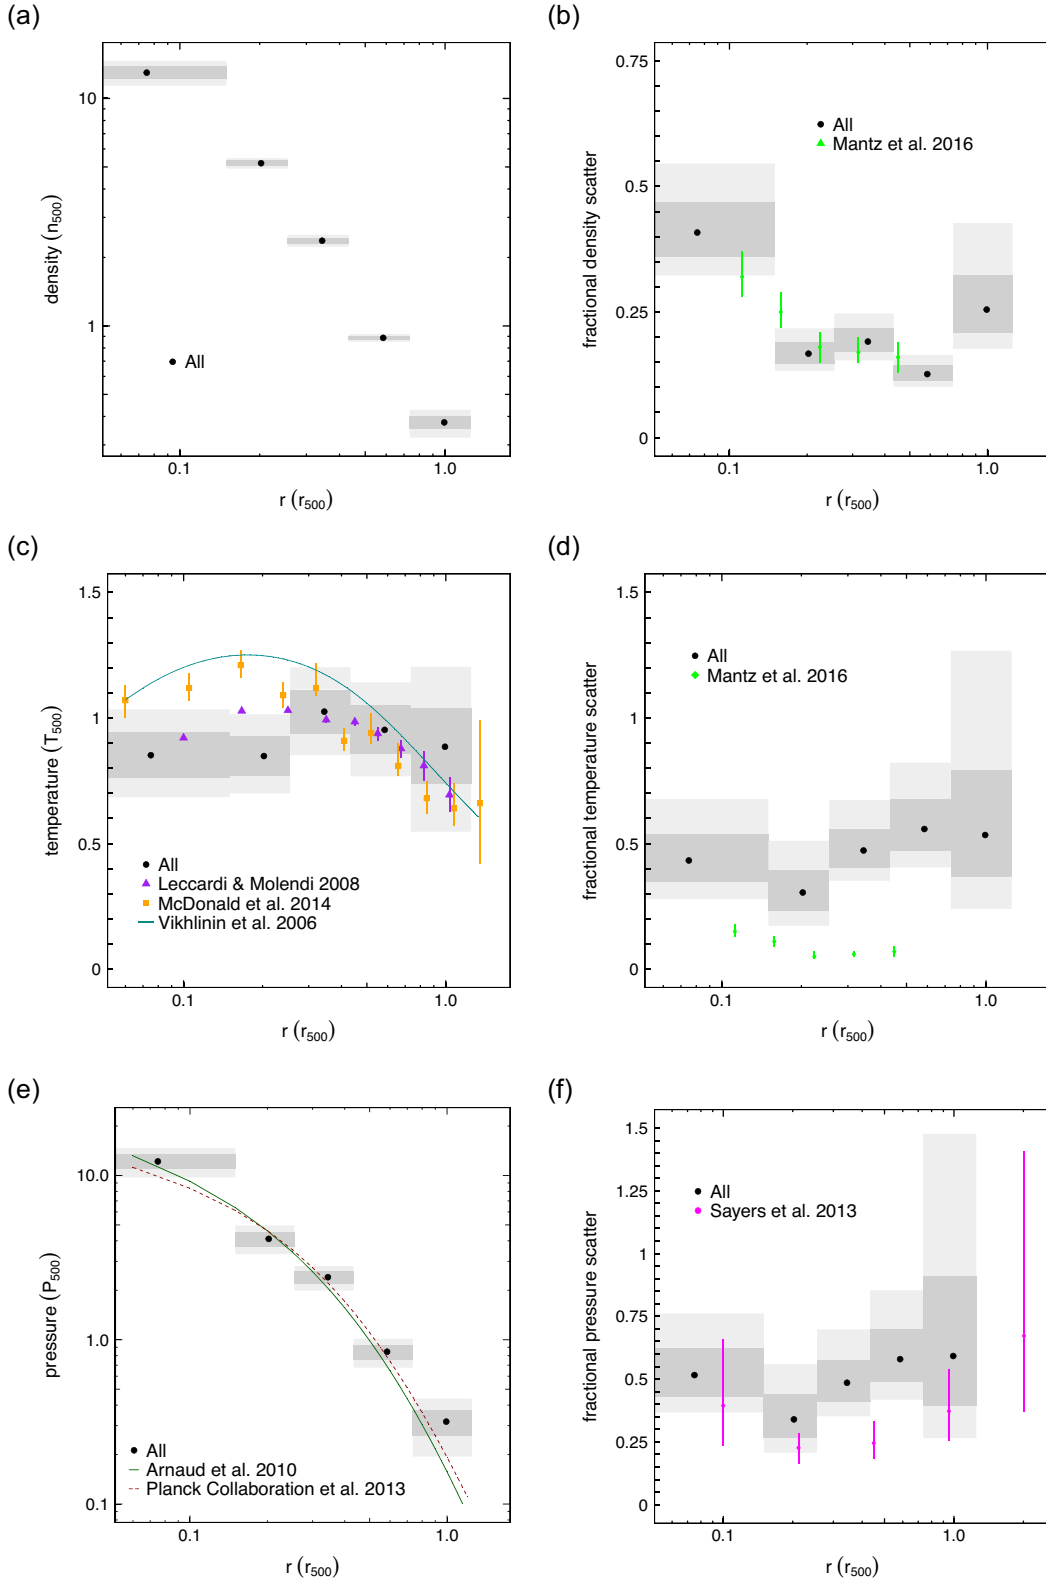 (a)
10
1
density (n500)
All
0.1
1.0
r (r500)
(b)
0.75
0.5
0.25
0
fractional density scatter
All
Mantz et al. 2016
0.1
1.0
r (r500)
(c)
1.5
1
0.5
0
temperature (T500)
All
Leccardi & Molendi 2008
McDonald et al. 2014
Vikhlinin et al. 2006
0.1
1.0
r (r500)
(d)
1.5
1
0.5
0
fractional temperature scatter
All
Mantz et al. 2016
0.1
1.0
r (r500)
(e)
10.0
1.0
0.1
pressure (P500)
All
Arnaud et al. 2010
Planck Collaboration et al. 2013
0.1
1.0
r (r500)
(f)
1.5
1.25
1
0.75
0.5
0.25
0
fractional pressure scatter
All
Sayers et al. 2013
0.1
1.0
r (r500)